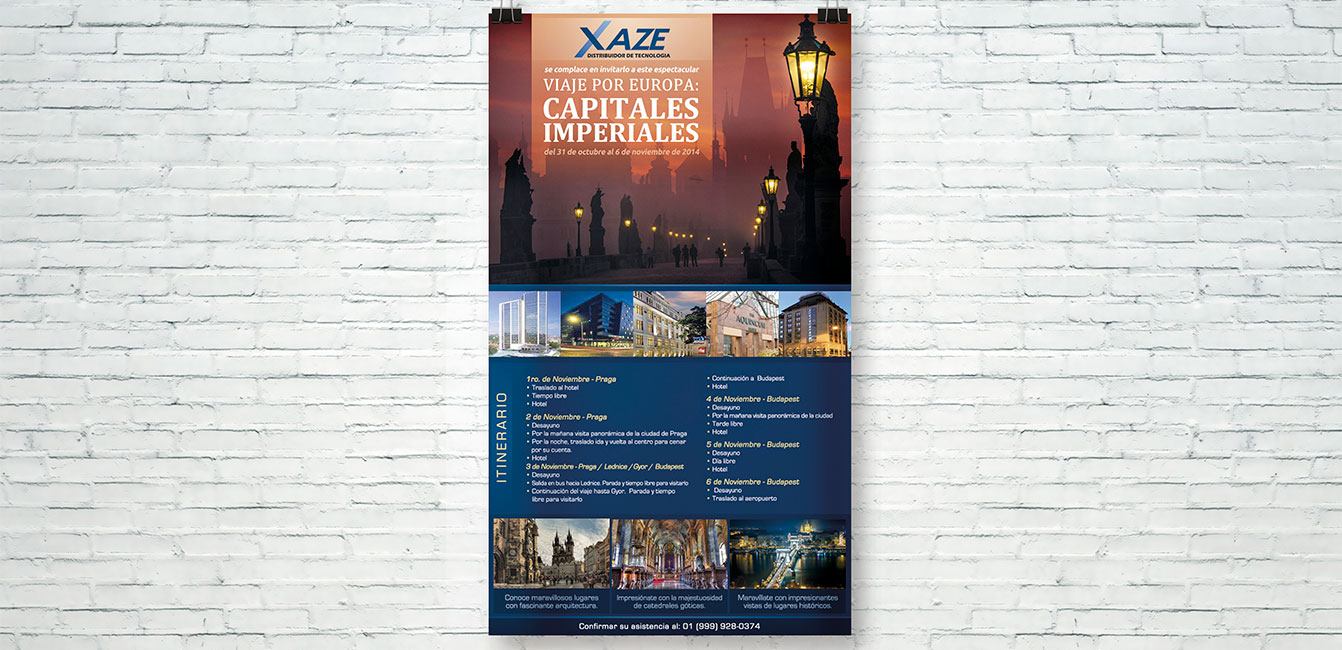 XAZE
DISTRIBUIDOR DE TECNOLOGIA
se complace en invitarlo a este espectacular
VIAJE POR EUROPA:
CAPITALES
IMPERIALES
del 31 de octubre al 6 de noviembre de 2014
AQUINCUM
ITINERARIO
1ro. de Noviembre - Praga
• Traslado al hotel
• Tiempo libre
• Hotel
2 de Noviembre - Praga
• Desayuno
• Por la mañana visita panorámica de la ciudad de Praga
• Por la noche, traslado ida y vuelta al centro para cenar
por su cuenta.
• Hotel
3 de Noviembre - Praga / Lednice / Gyor / Budapest
• Desayuno
• Salida en bus hacia Lednice. Parada y tiempo libre para visitarlo
• Continuación del viaje hasta Gyor. Parada y tiempo
libre para visitarlo
• Continuación a Budapest
• Hotel
4 de Noviembre - Budapest
• Desayuno
• Por la mañana visita panorámica de la ciudad
• Tarde libre
• Hotel
5 de Noviembre - Budapest
• Desayuno
• Día libre
• Hotel
6 de Noviembre - Budapest
• Desayuno
• Traslado al aeropuerto
Conoce maravillosos lugares
con fascinante arquitectura.
Impresiónate con la majestuosidad
de catedrales góticas.
Maravíllate con impresionantes
vistas de lugares históricos.
Confirmar su asistencia al: 01 (999) 928-0374